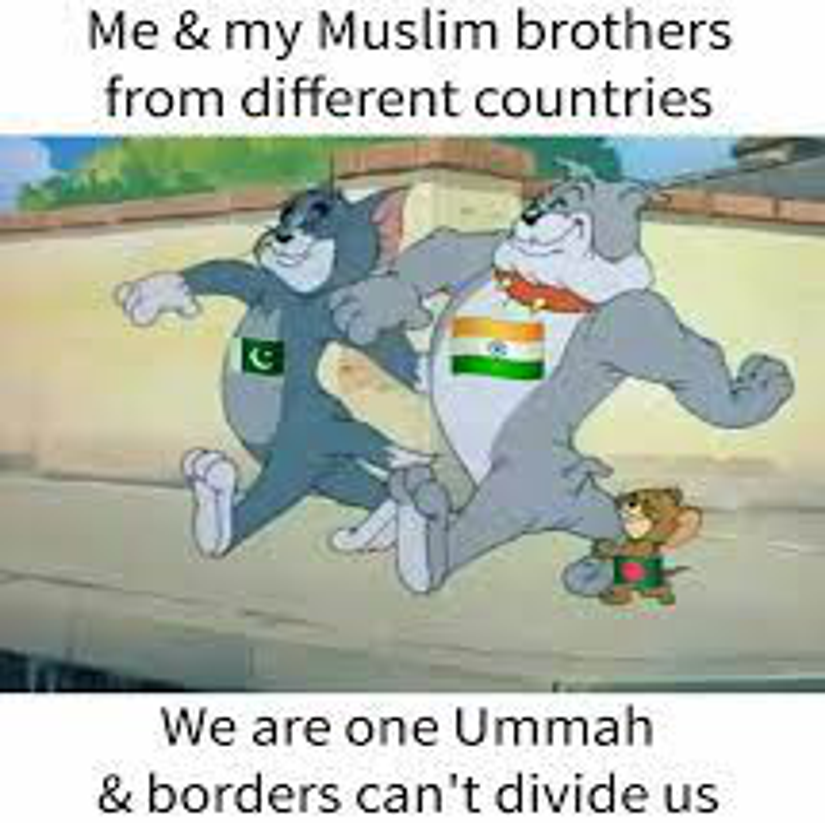 Me & my Muslim brothers
from different countries
We are one Ummah
& borders can't divide us